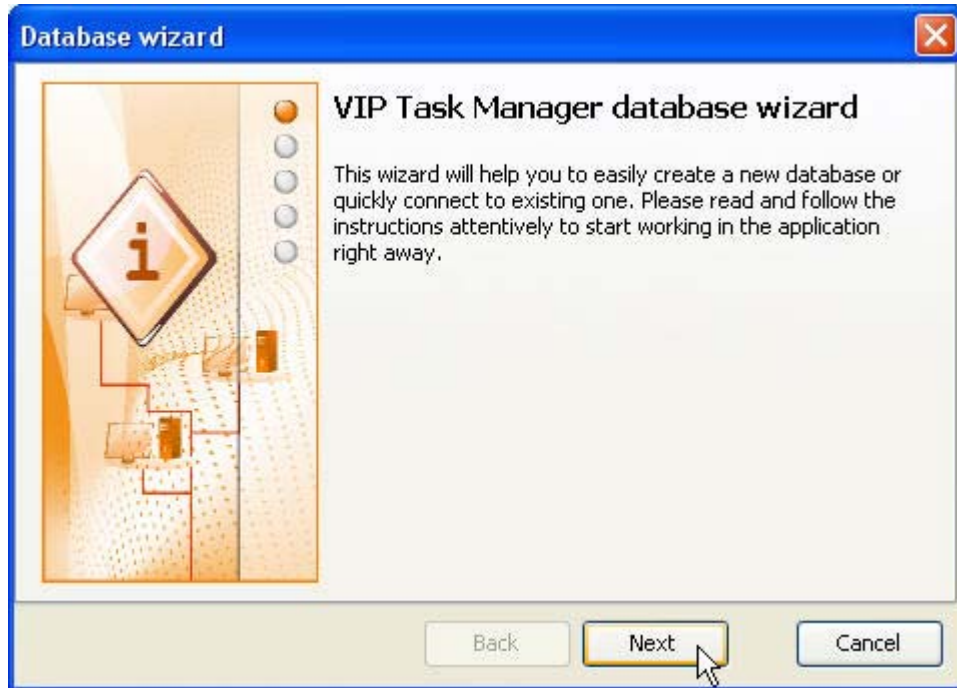 Database wizard
VIP Task Manager database wizard
This wizard will help you to easily create a new database or
quickly connect to existing one. Please read and follow the
instructions attentively to start working in the application
right away.
i
Back
Next
Cancel